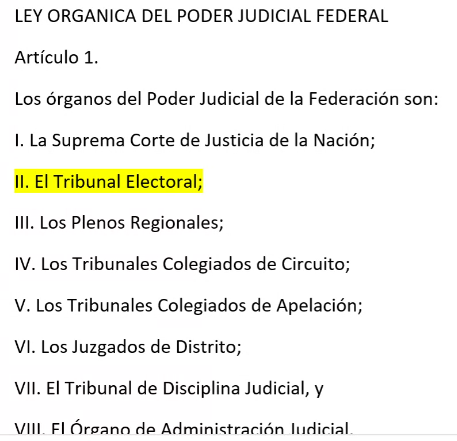 LEY ORGANICA DEL PODER JUDICIAL FEDERAL
Artículo 1.
Los órganos del Poder Judicial de la Federación son:
I. La Suprema Corte de Justicia de la Nación;
II. El Tribunal Electoral;
III. Los Plenos Regionales;
IV. Los Tribunales Colegiados de Circuito;
V. Los Tribunales Colegiados de Apelación;
VI. Los Juzgados de Distrito;
VII. El Tribunal de Disciplina Judicial, y
VIII. El Órgano de Administración Judicial.